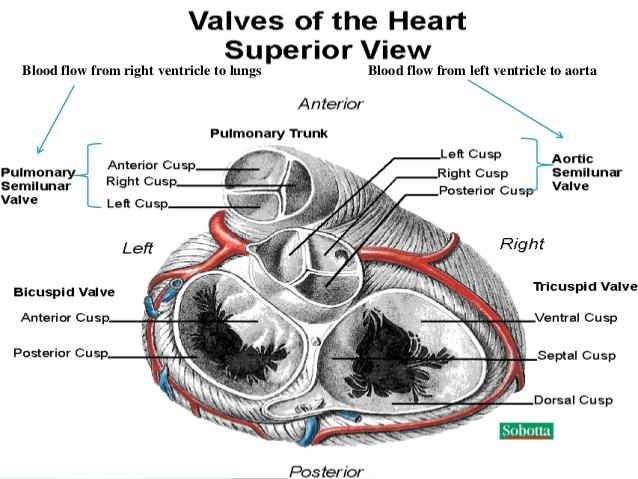 Valves of the Heart
Superior View
Blood flow from right ventricle to lungs
Blood flow from left ventricle to aorta
Anterior
Pulmonary Trunk
Pulmonary
Semilunar
Valve
Anterior Cusp
Right Cusp
Left Cusp
Left Cusp
Right Cusp
Posterior Cusp
Aortic
Semilunar
Valve
Left
Right
Bicuspid Valve
Anterior Cusp
Posterior Cusp
Tricuspid Valve
Ventral Cusp
Septal Cusp
Dorsal Cusp
Sobotta
Posterior